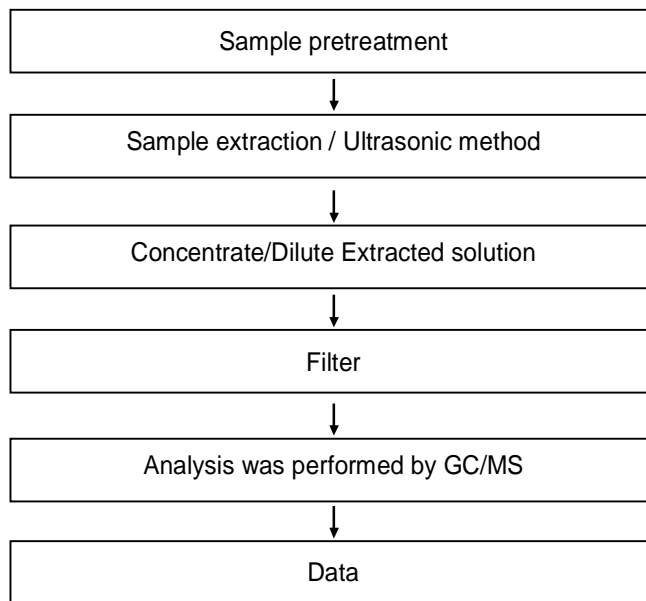 Sample pretreatment
Sample extraction / Ultrasonic method
Concentrate/Dilute Extracted solution
Filter
Analysis was performed by GC/MS
Data